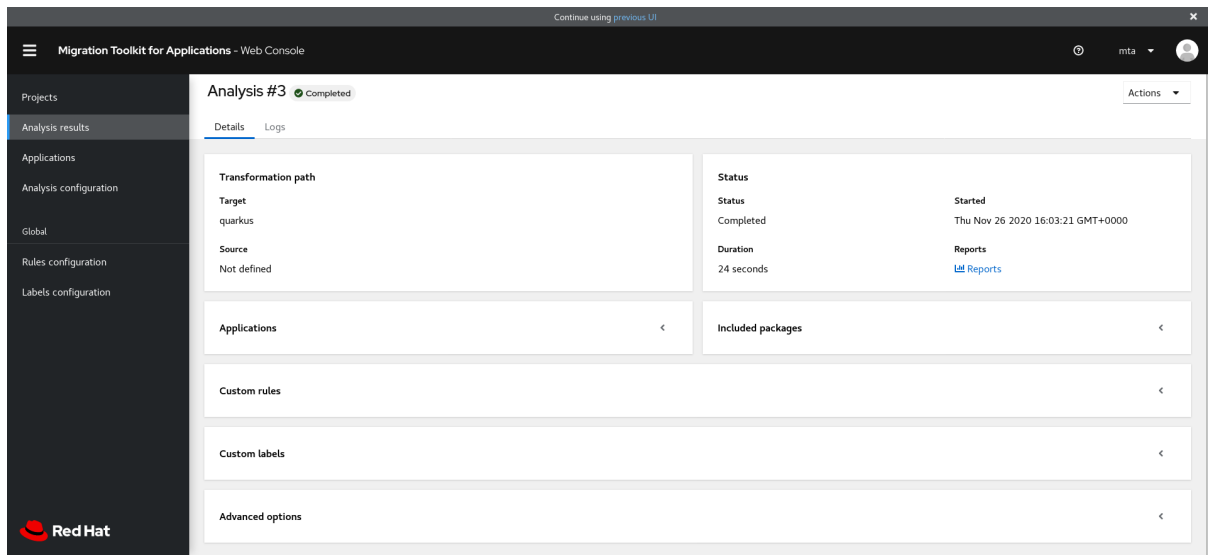 Continue using previous UI
Migration Toolkit for Applications - Web Console
mta
Projects
Analysis results
Applications
Analysis configuration
Global
Rules configuration
Labels configuration
Red Hat
Analysis #3 Completed
Actions
Details Logs
Transformation path
Target
quarkus
Source
Not defined
Status
Status Started
Completed Thu Nov 26 2020 16:03:21 GMT+0000
Duration Reports
24 seconds Reports
Applications
Included packages
Custom rules
Custom labels
Advanced options